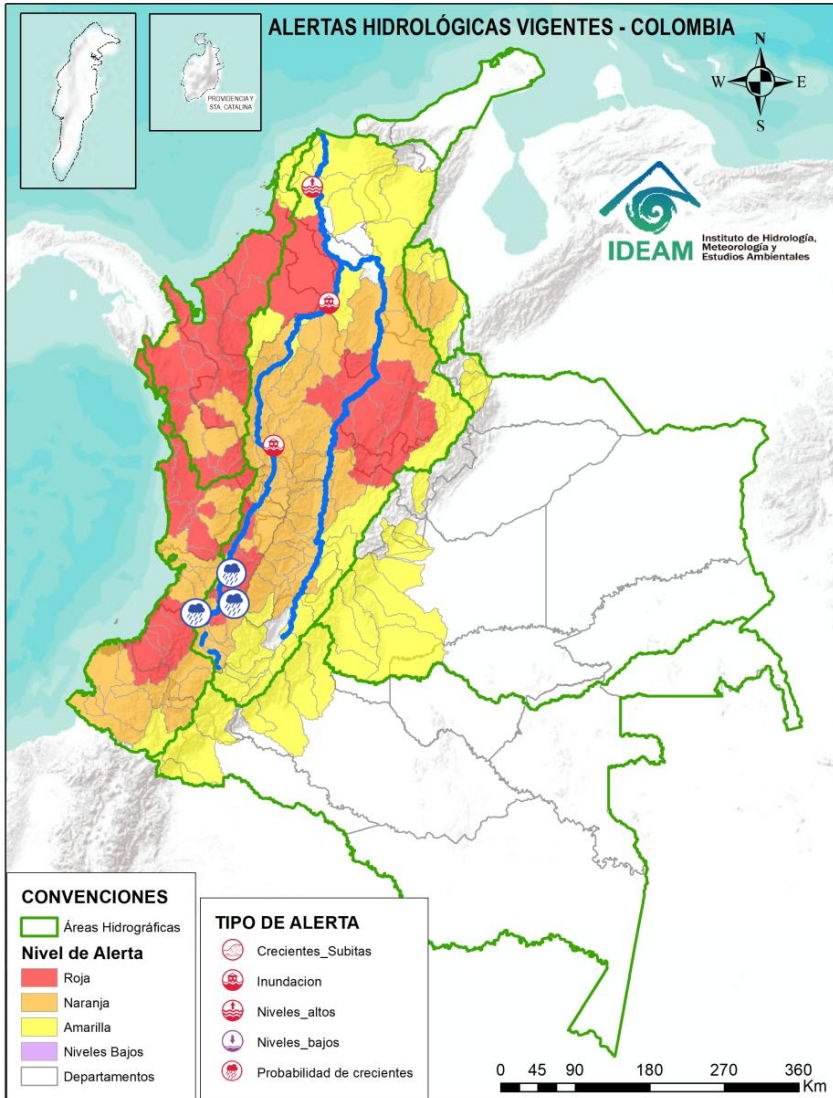 ALERTAS HIDROLÓGICAS VIGENTES - COLOMBIA
PROVIDENCIA Y
STA. CATALINA
N
W
E
S
IDEAM
Instituto de Hidrología,
Meteorología y
Estudios Ambientales
CONVENCIONES
Áreas Hidrográficas
Nivel de Alerta
Roja
Naranja
Amarilla
Niveles Bajos
Departamentos
TIPO DE ALERTA
Crecientes_Subitas
Inundacion
Niveles_altos
Niveles_bajos
Probabilidad de crecientes
0 45 90 180 270 360
Km